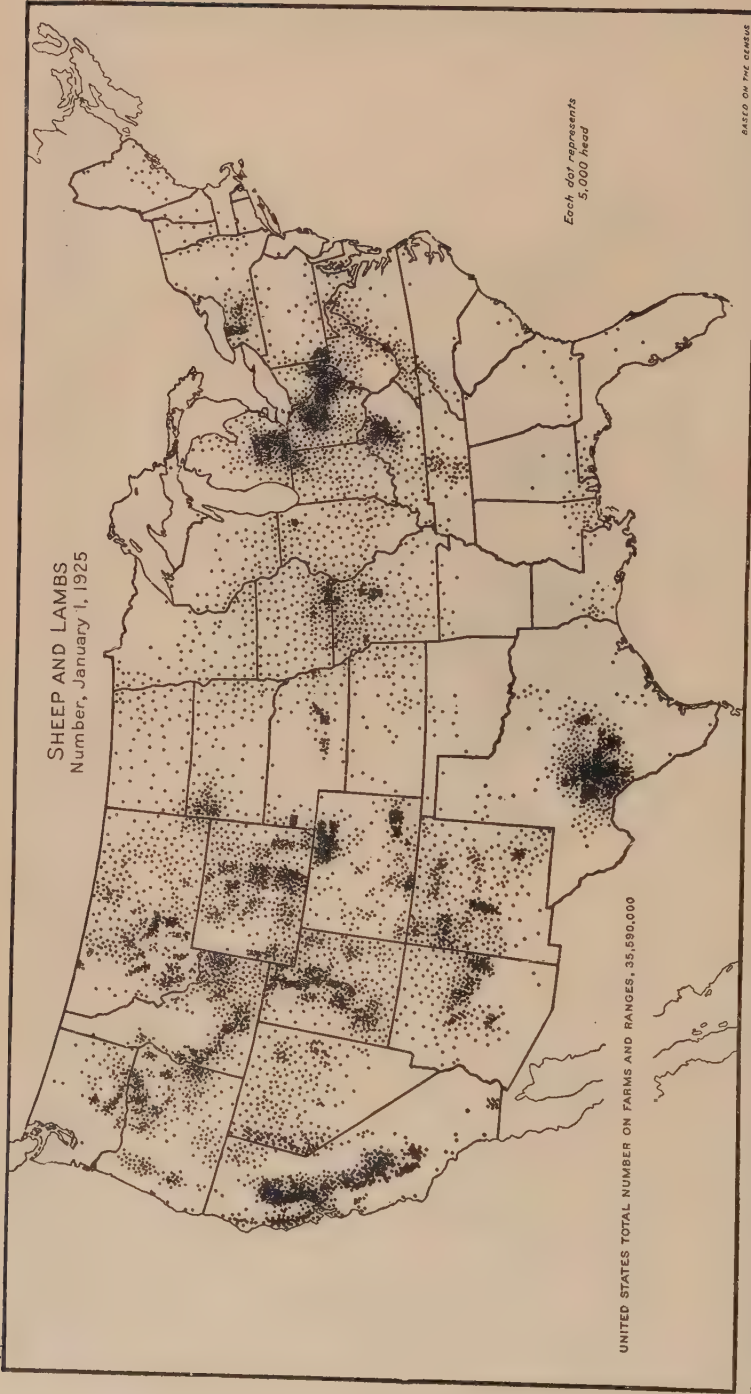 SHEEP AND LAMBS
Number, January 1, 1925
Each dot represents
5,000 head
UNITED STATES TOTAL NUMBER ON FARMS AND RANGES, 35,590,000
BASED ON THE CENSUS